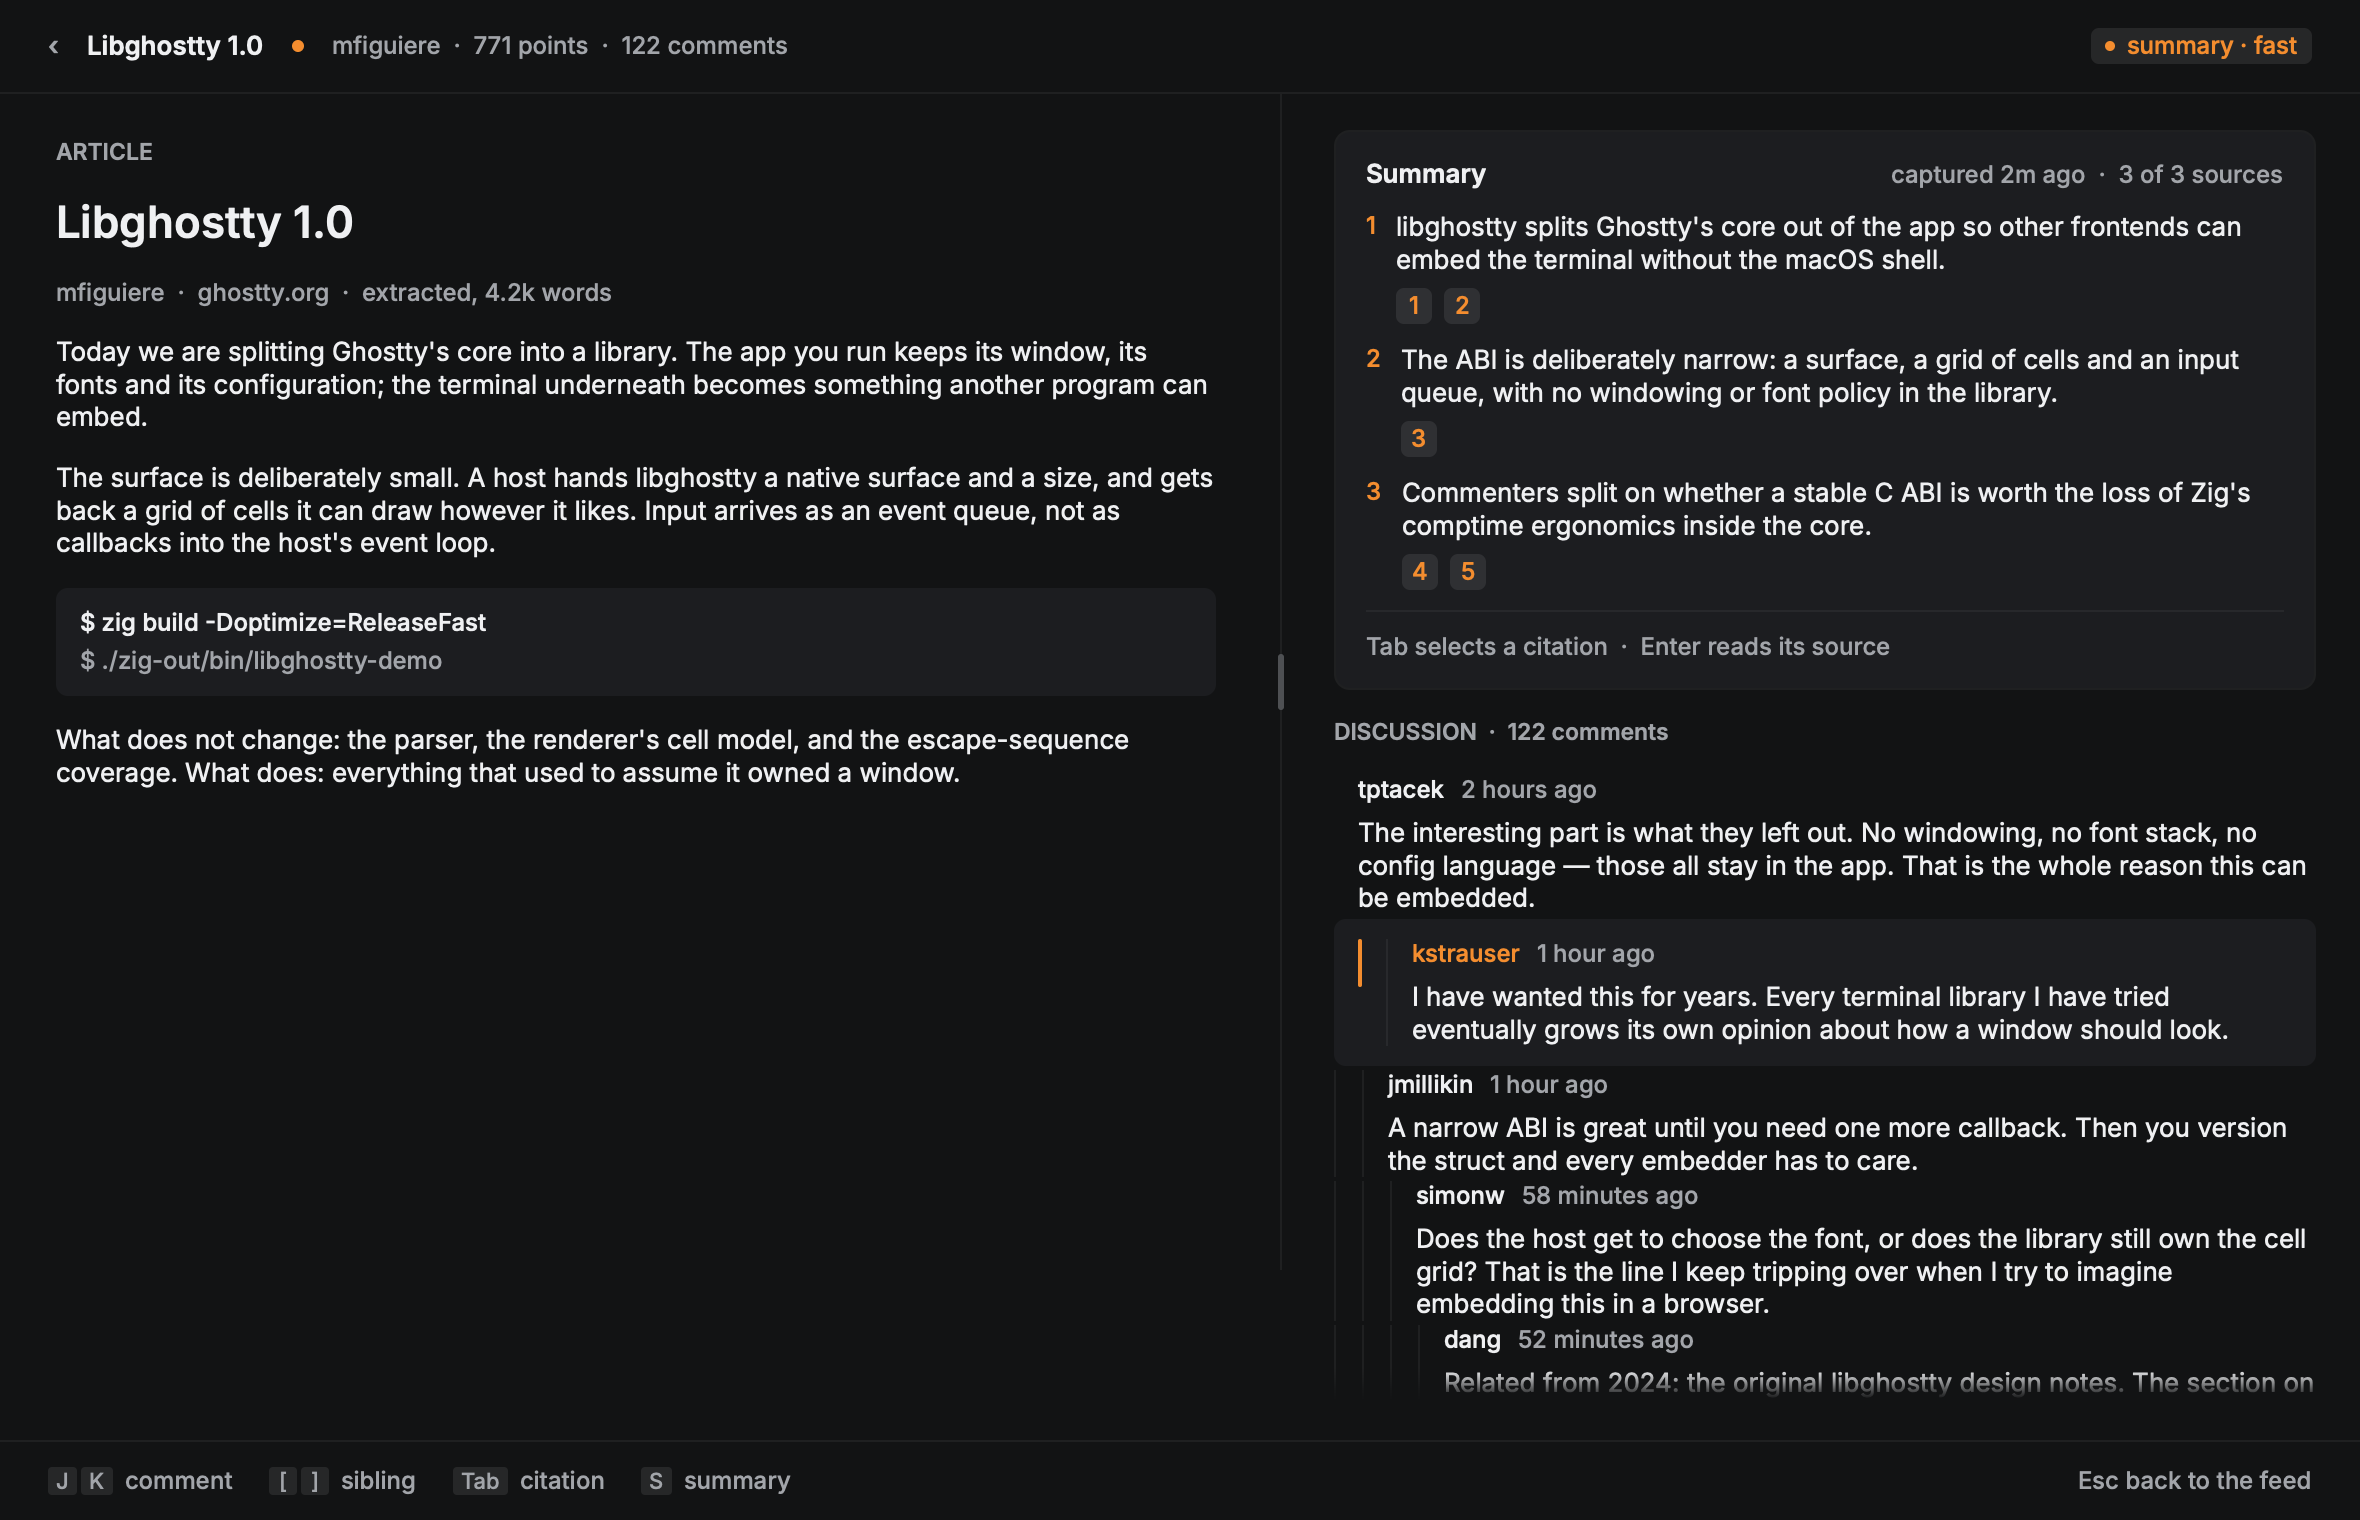 ‹ Libghostty 1.0 • mfiguiere · 771 points · 122 comments
• summary · fast
ARTICLE
Libghostty 1.0
mfiguiere · ghostty.org · extracted, 4.2k words
Today we are splitting Ghostty's core into a library. The app you run keeps its window, its
fonts and its configuration; the terminal underneath becomes something another program can
embed.
The surface is deliberately small. A host hands libghostty a native surface and a size, and gets
back a grid of cells it can draw however it likes. Input arrives as an event queue, not as
callbacks into the host's event loop.
$ zig build -Doptimize=ReleaseFast
$ ./zig-out/bin/libghostty-demo
What does not change: the parser, the renderer's cell model, and the escape-sequence
coverage. What does: everything that used to assume it owned a window.
Summary
captured 2m ago · 3 of 3 sources
1 libghostty splits Ghostty's core out of the app so other frontends can
embed the terminal without the macOS shell.
1 2
2 The ABI is deliberately narrow: a surface, a grid of cells and an input
queue, with no windowing or font policy in the library.
3
3 Commenters split on whether a stable C ABI is worth the loss of Zig's
comptime ergonomics inside the core.
4 5
Tab selects a citation · Enter reads its source
DISCUSSION · 122 comments
tptacek 2 hours ago
The interesting part is what they left out. No windowing, no font stack, no
config language — those all stay in the app. That is the whole reason this can
be embedded.
kstrauser 1 hour ago
I have wanted this for years. Every terminal library I have tried
eventually grows its own opinion about how a window should look.
jmillikin 1 hour ago
A narrow ABI is great until you need one more callback. Then you version
the struct and every embedder has to care.
simonw 58 minutes ago
Does the host get to choose the font, or does the library still own the cell
grid? That is the line I keep tripping over when I try to imagine
embedding this in a browser.
dang 52 minutes ago
Related from 2024: the original libghostty design notes. The section on
J K comment [ ] sibling Tab citation S summary
Esc back to the feed